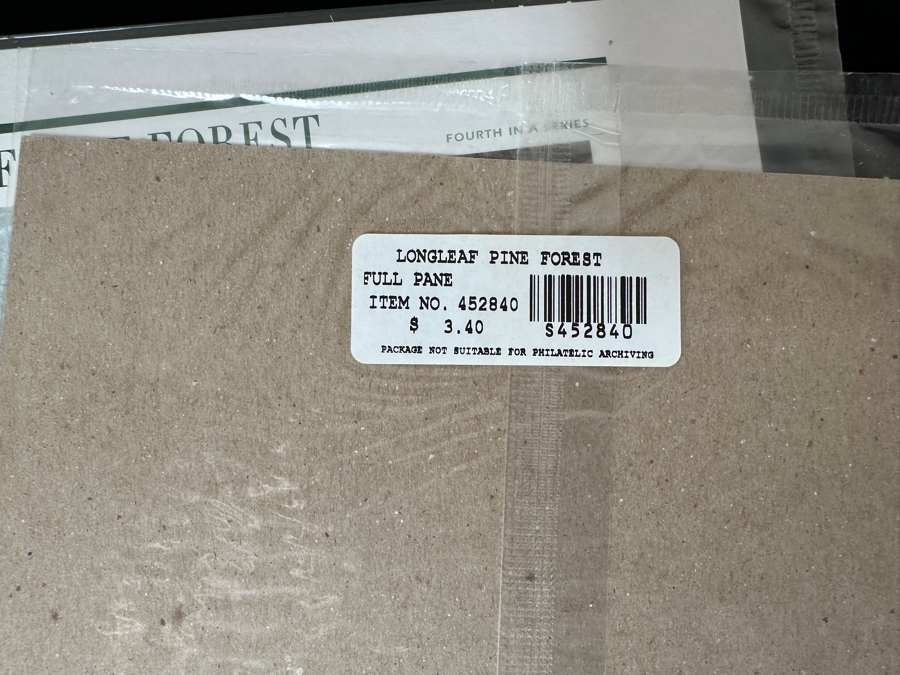 FOREST
FOURTH IN A SERIES
LONGLEAF PINE FOREST
FULL PANE
ITEM NO. 452840
$ 3.40
S452840
PACKAGE NOT SUITABLE FOR PHILATELIC ARCHIVING